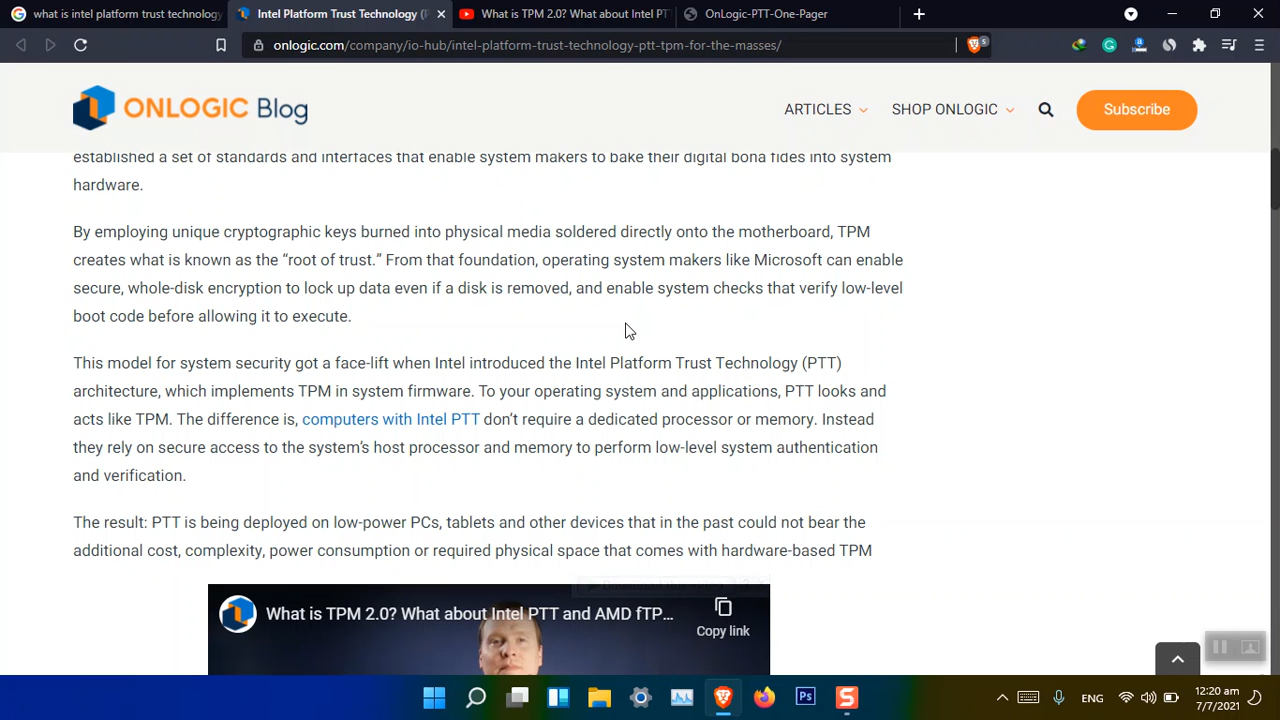 what is intel platform trust technology
Intel Platform Trust Technology (P
What is TPM 2.0? What about Intel PT
OnLogic-PTT-One-Pager
onlogic.com/company/io-hub/intel-platform-trust-technology-ptt-tpm-for-the-masses/
5
ONLOGIC Blog
ARTICLES
SHOP ONLOGIC
Subscribe
established a set of standards and interfaces that enable system makers to bake their digital bona fides into system
hardware.
By employing unique cryptographic keys burned into physical media soldered directly onto the motherboard, TPM
creates what is known as the “root of trust.” From that foundation, operating system makers like Microsoft can enable
secure, whole-disk encryption to lock up data even if a disk is removed, and enable system checks that verify low-level
boot code before allowing it to execute.
This model for system security got a face-lift when Intel introduced the Intel Platform Trust Technology (PTT)
architecture, which implements TPM in system firmware. To your operating system and applications, PTT looks and
acts like TPM. The difference is, computers with Intel PTT don’t require a dedicated processor or memory. Instead
they rely on secure access to the system’s host processor and memory to perform low-level system authentication
and verification.
The result: PTT is being deployed on low-power PCs, tablets and other devices that in the past could not bear the
additional cost, complexity, power consumption or required physical space that comes with hardware-based TPM
What is TPM 2.0? What about Intel PTT and AMD fTP...
Copy link
Ps
S
ENG
12:20 am
7/7/2021